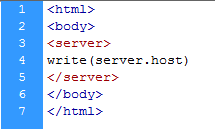 1 <html>
2 <body>
3 <server>
4 write(server.host)
5 </server>
6 </body>
7 </html>